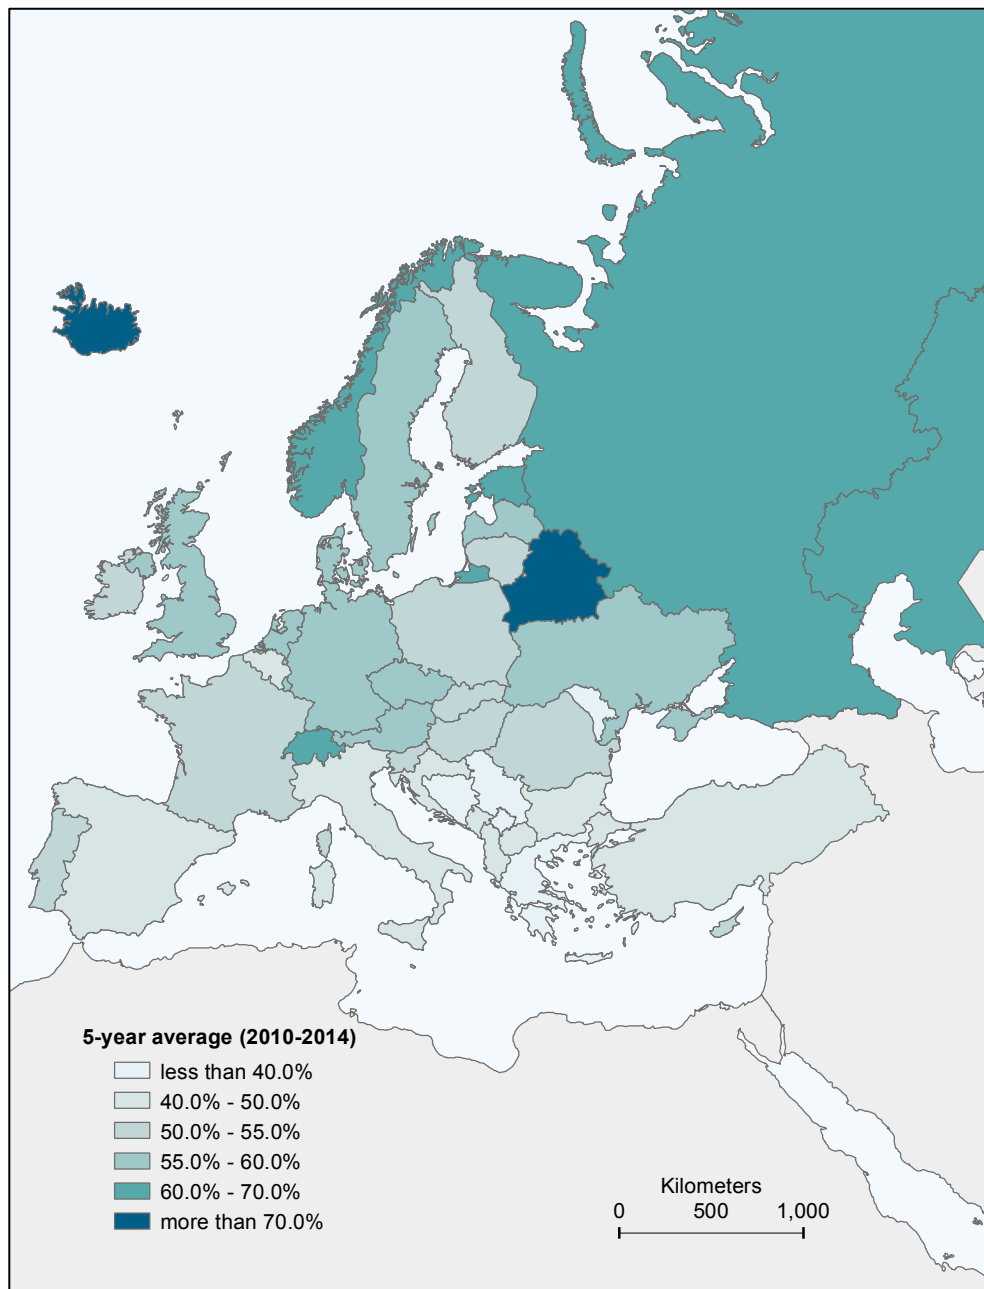 5-year average (2010-2014)
less than 40.0%
40.0% - 50.0%
50.0% - 55.0%
55.0% - 60.0%
60.0% - 70.0%
more than 70.0%
Kilometers
0 500 1,000